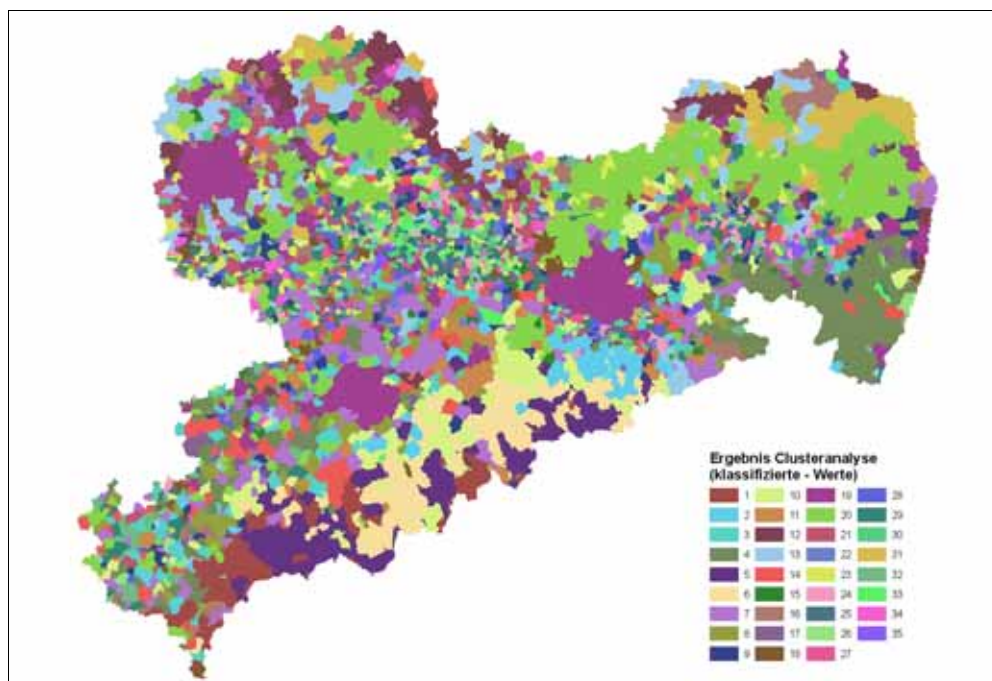 Ergebnis Clusteranalyse
(klassifizierte - Werte)
1 10 19 28
2 11 20 29
3 12 21 30
4 13 22 31
5 14 23 32
6 15 24 33
7 16 25 34
8 17 26 35
9 18 27